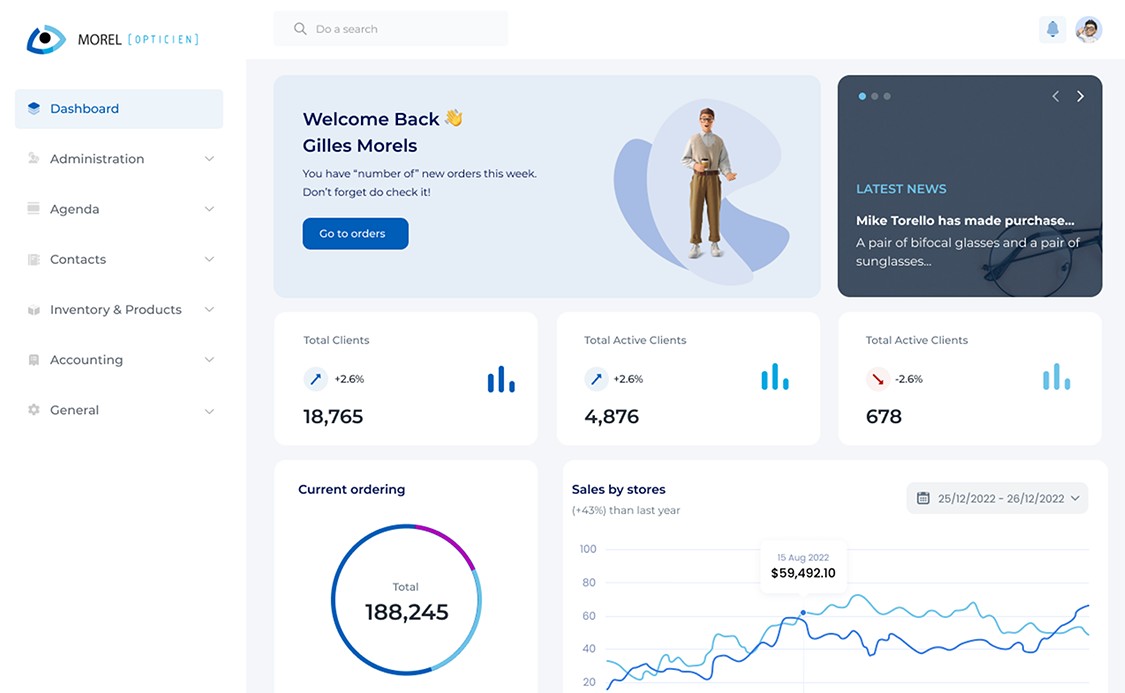 MOREL [OPTICIEN]
Do a search
Dashboard
Administration
Agenda
Contacts
Inventory & Products
Accounting
General
Welcome Back 👋
Gilles Morels
You have “number of” new orders this week.
Don’t forget do check it!
Go to orders
LATEST NEWS
Mike Torello has made purchase...
A pair of bifocal glasses and a pair of
sunglasses...
Total Clients
+2.6%
18,765
Total Active Clients
+2.6%
4,876
Total Active Clients
-2.6%
678
Current ordering
Total
188,245
Sales by stores
(+43%) than last year
25/12/2022 - 26/12/2022
100
80
60
40
20
15 Aug 2022
$59,492.10